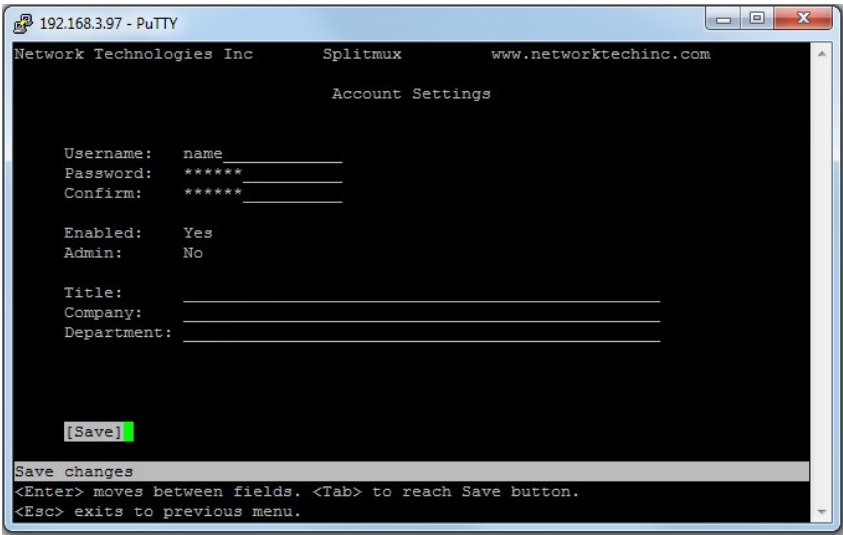 192.168.3.97 - PuTTY
Network Technologies Inc Splitmux www.networktechinc.com
Account Settings
Username: name
Password: ******
Confirm: ******
Enabled: Yes
Admin: No
Title:
Company:
Department:
[Save]
Save changes
<Enter> moves between fields. <Tab> to reach Save button.
<Esc> exits to previous menu.